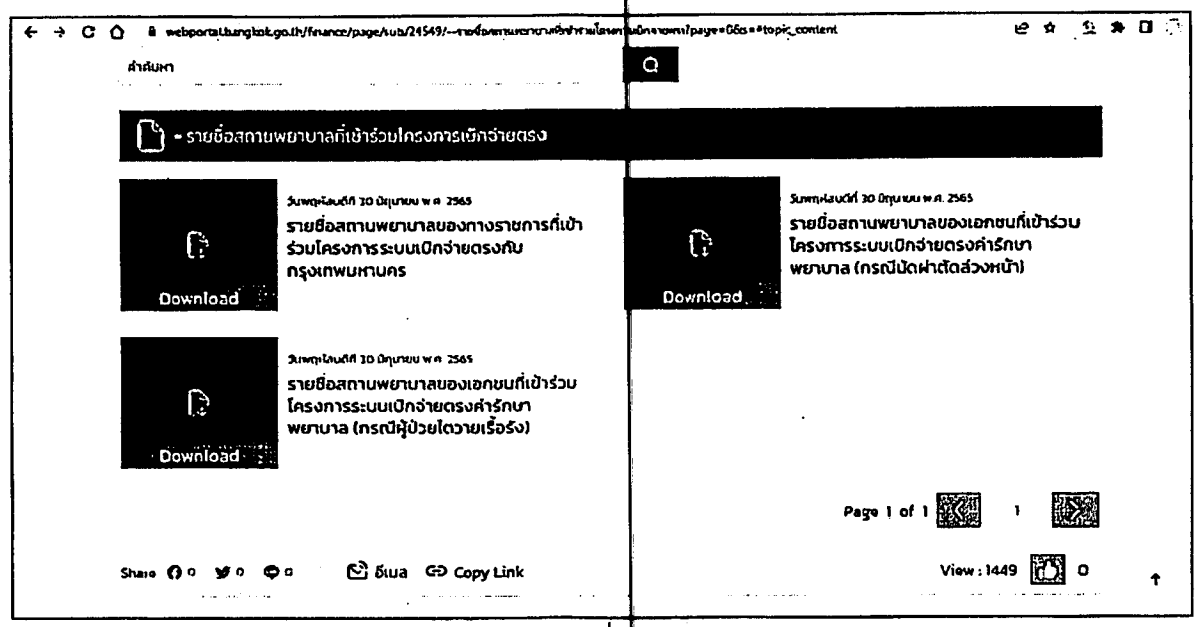 webportal.bangkok.go.th/finance/page/sub/24549/
คำค้นหา
- รายชื่อสถานพยาบาลที่เข้าร่วมโครงการเบิกจ่ายตรง
วันพฤหัสบดีที่ 30 มิถุนายน พ.ศ. 2565
รายชื่อสถานพยาบาลของทางราชการที่เข้า
ร่วมโครงการระบบเบิกจ่ายตรงกับ
กรุงเทพมหานคร
Download
วันพฤหัสบดีที่ 30 มิถุนายน พ.ศ. 2565
รายชื่อสถานพยาบาลของเอกชนที่เข้าร่วม
โครงการระบบเบิกจ่ายตรงค่ารักษา
พยาบาล (กรณีนัดผ่าตัดล่วงหน้า)
Download
วันพฤหัสบดีที่ 30 มิถุนายน พ.ศ. 2565
รายชื่อสถานพยาบาลของเอกชนที่เข้าร่วม
โครงการระบบเบิกจ่ายตรงค่ารักษา
พยาบาล (กรณีผู้ป่วยไตวายเรื้อรัง)
Download
Page 1 of 1 1
Share 0 0 0 อีเมล Copy Link
View : 1449 0